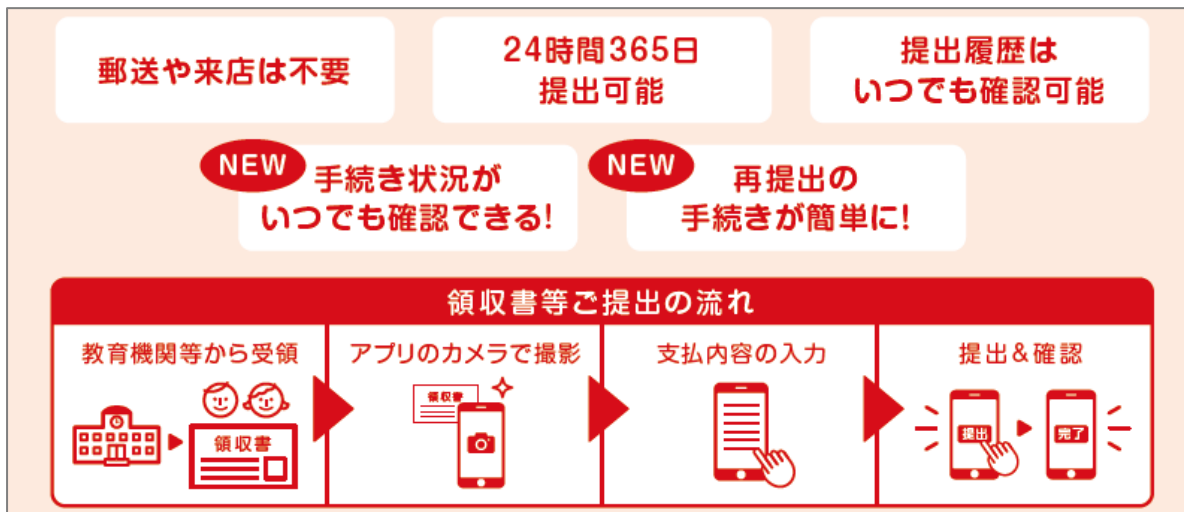 郵送や来店は不要
24時間365日
提出可能
提出履歴は
いつでも確認可能
NEW
手続き状況が
いつでも確認できる!
NEW
再提出の
手続きが簡単に!
領収書等ご提出の流れ
教育機関等から受領
領収書
アプリのカメラで撮影
領収書
支払内容の入力
提出&確認
提出
完了